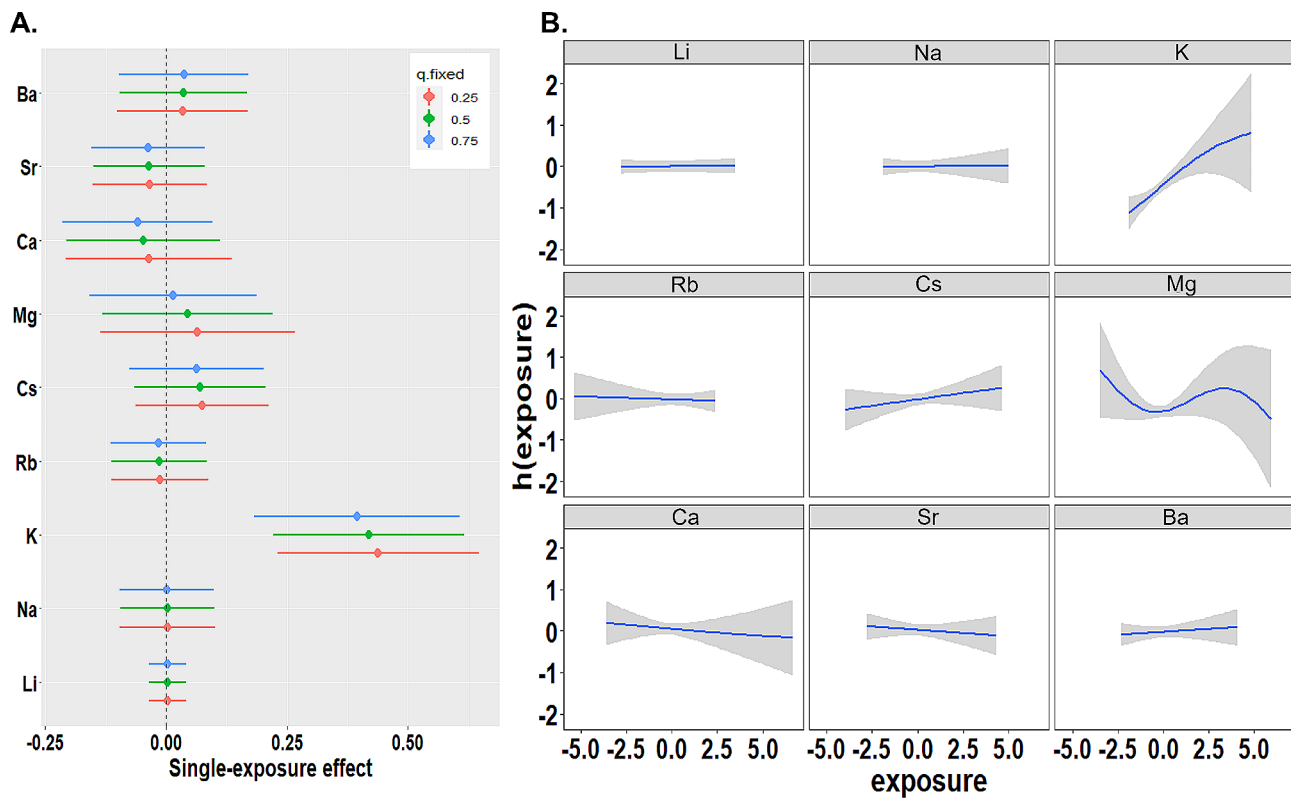 A.
q.fixed
0.25
0.5
0.75
Ba
Sr
Ca
Mg
Cs
Rb
K
Na
Li
-0.25 0.00 0.25 0.50
Single-exposure effect
B.
Li Na K
2
1
0
-1
-2
Rb Cs Mg
2
1
0
-1
-2
Ca Sr Ba
2
1
0
-1
-2
h(exposure)
-5.0 -2.5 0.0 2.5 5.0 -5.0 -2.5 0.0 2.5 5.0 -5.0 -2.5 0.0 2.5 5.0
exposure